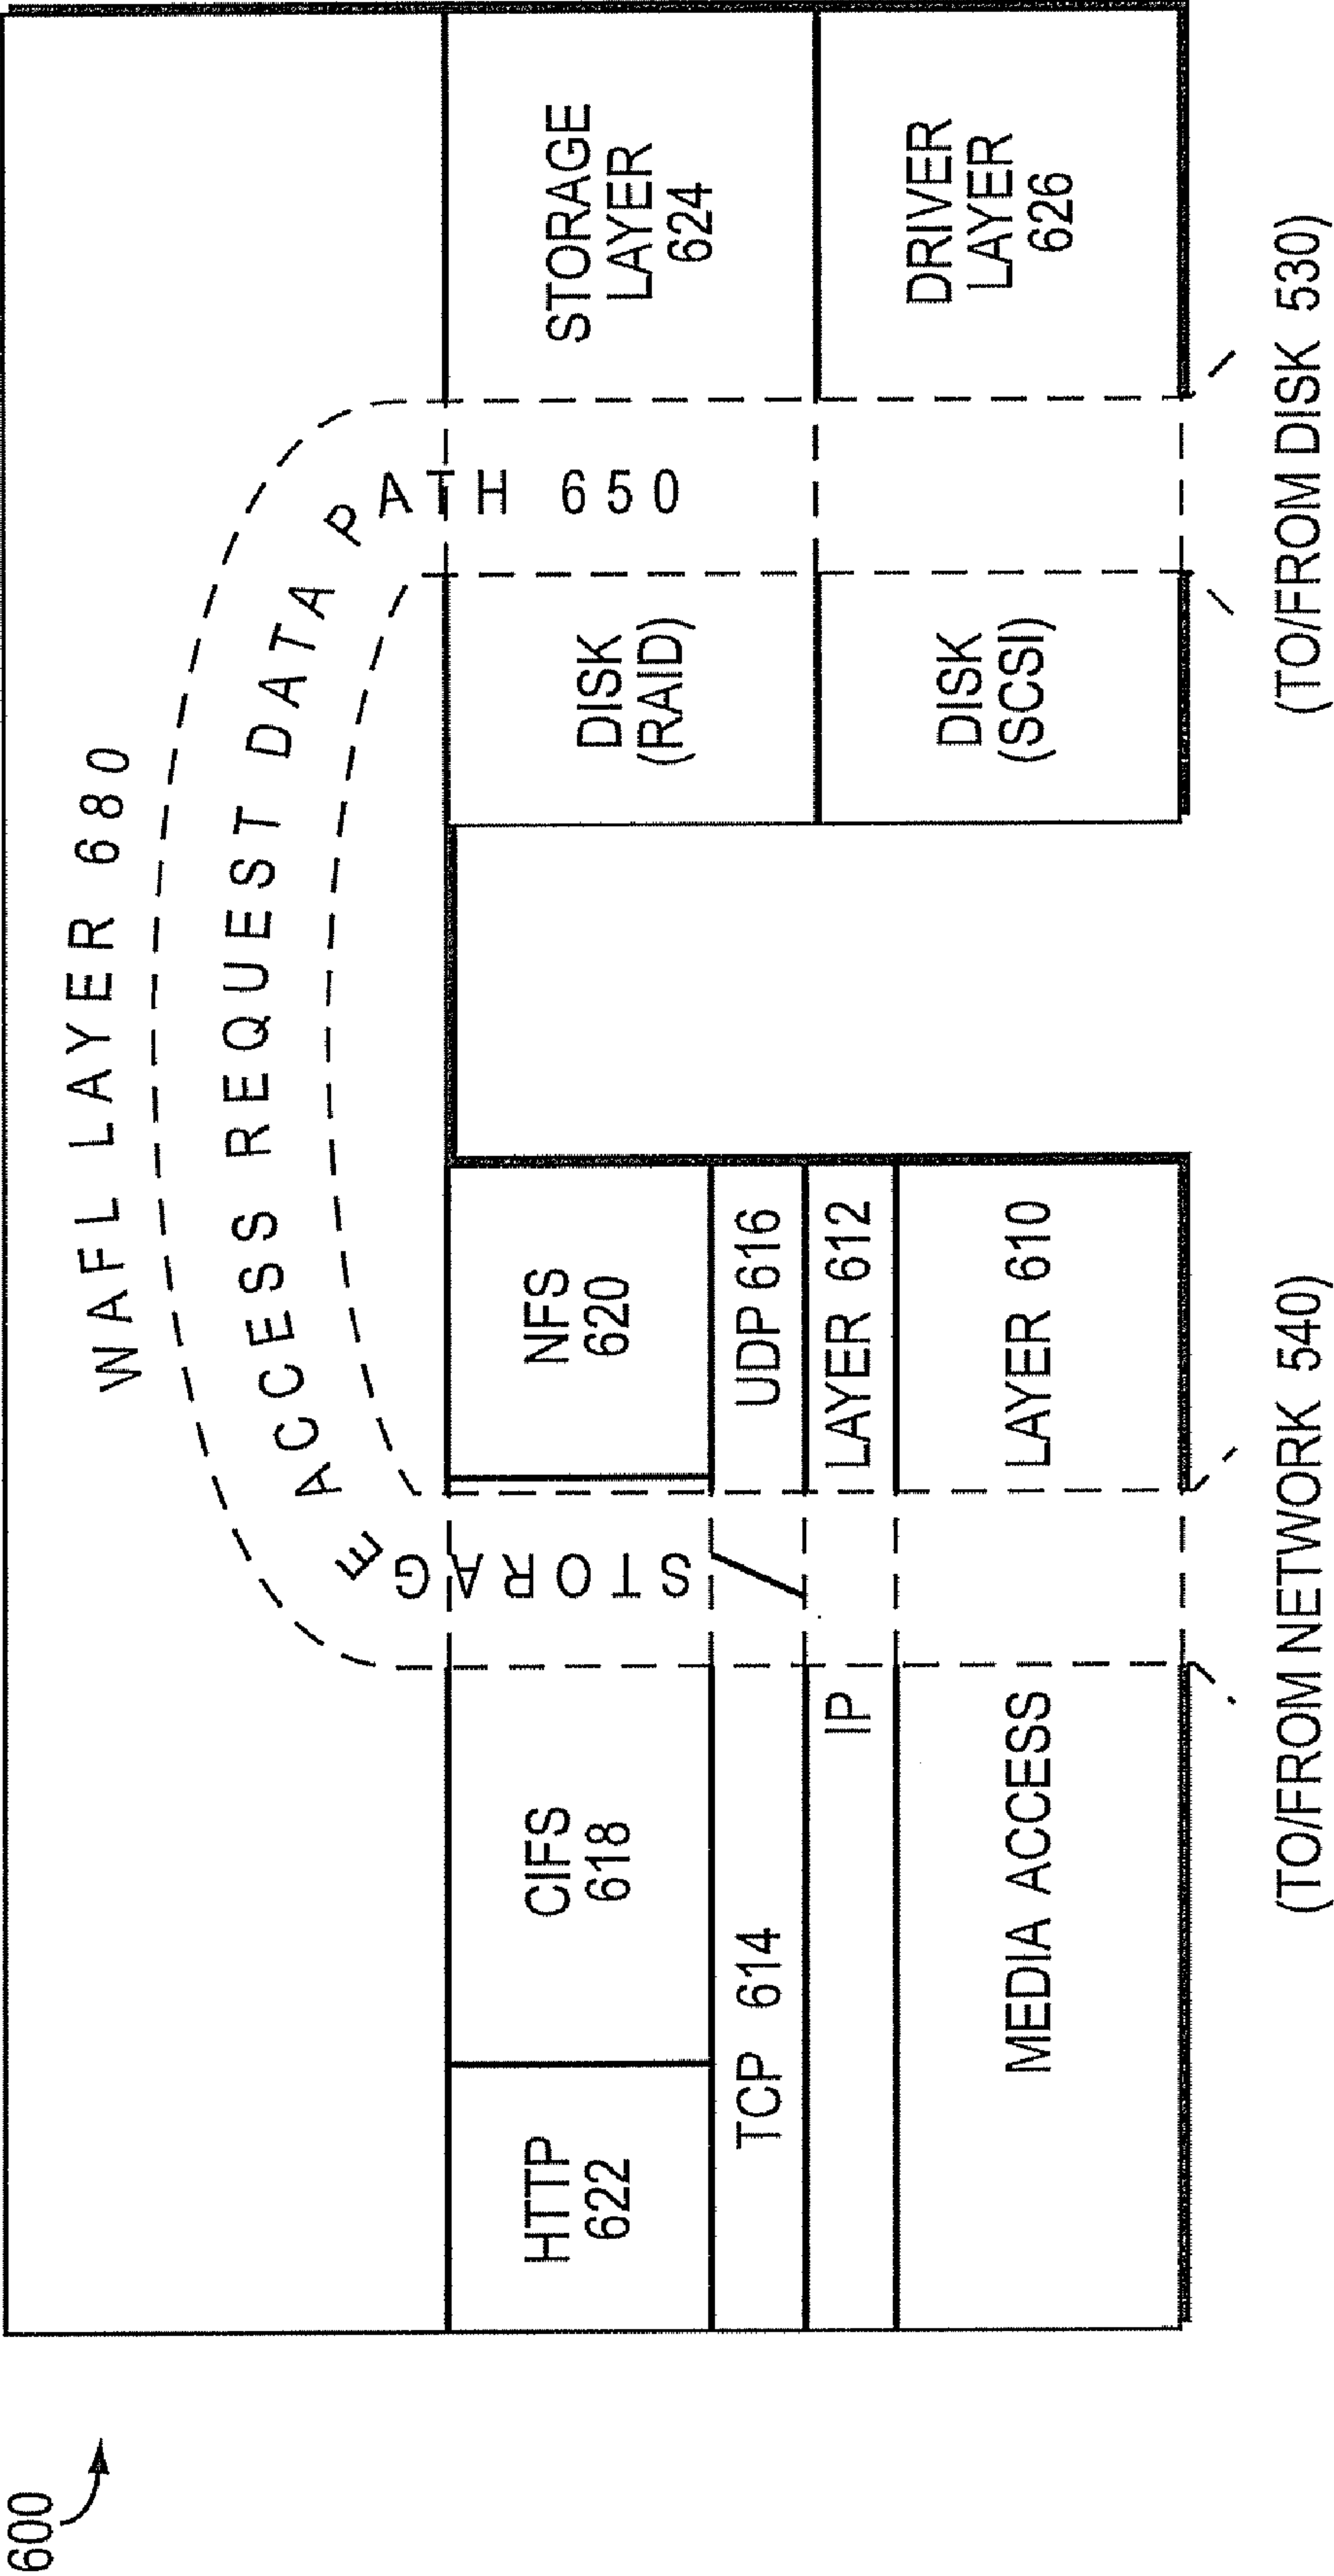 600
WAFL LAYER 680
STORAGE ACCESS REQUEST DATA PATH 650
HTTP
622
CIFS
618
NFS
620
TCP 614
UDP 616
IP
LAYER 612
MEDIA ACCESS
LAYER 610
(TO/FROM NETWORK 540)
DISK
(RAID)
STORAGE
LAYER
624
DISK
(SCSI)
DRIVER
LAYER
626
(TO/FROM DISK 530)